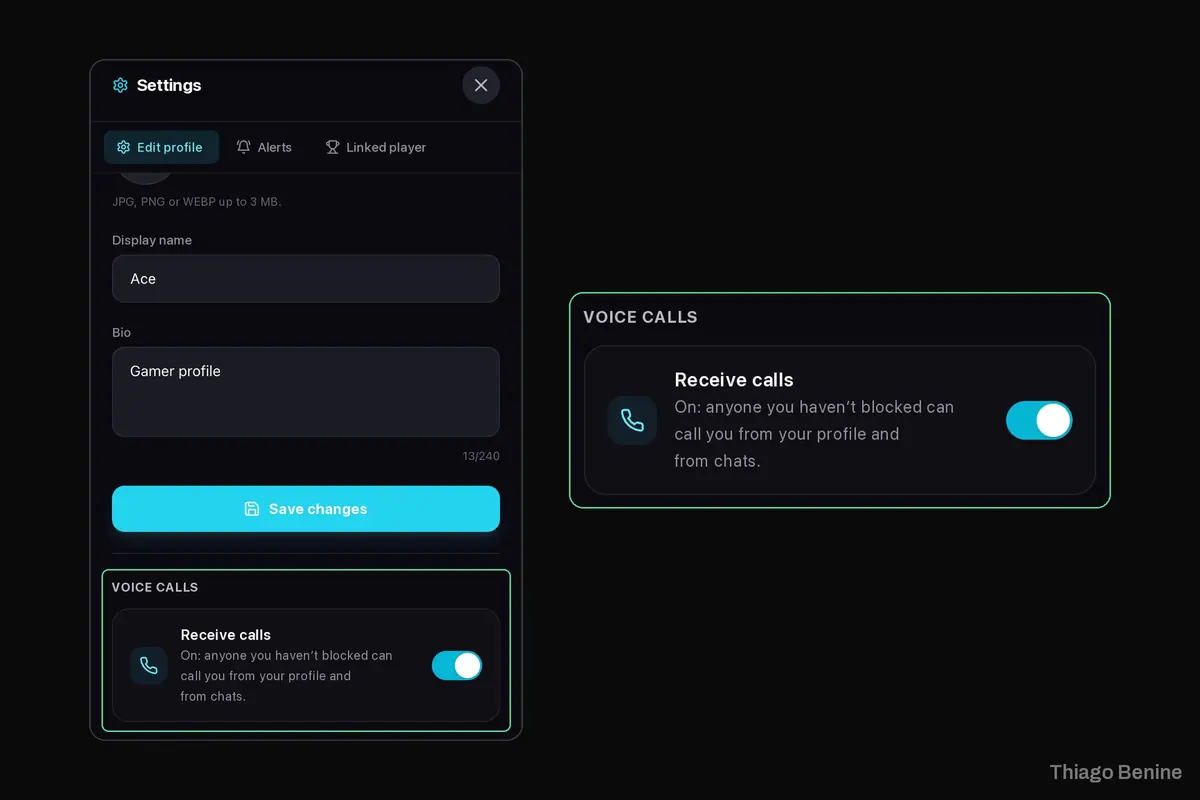 Settings
Edit profile
Alerts
Linked player
JPG, PNG or WEBP up to 3 MB.
Display name
Ace
Bio
Gamer profile
13/240
Save changes
VOICE CALLS
Receive calls
On: anyone you haven’t blocked can
call you from your profile and
from chats.
VOICE CALLS
Receive calls
On: anyone you haven’t blocked can
call you from your profile and
from chats.
Thiago Benine